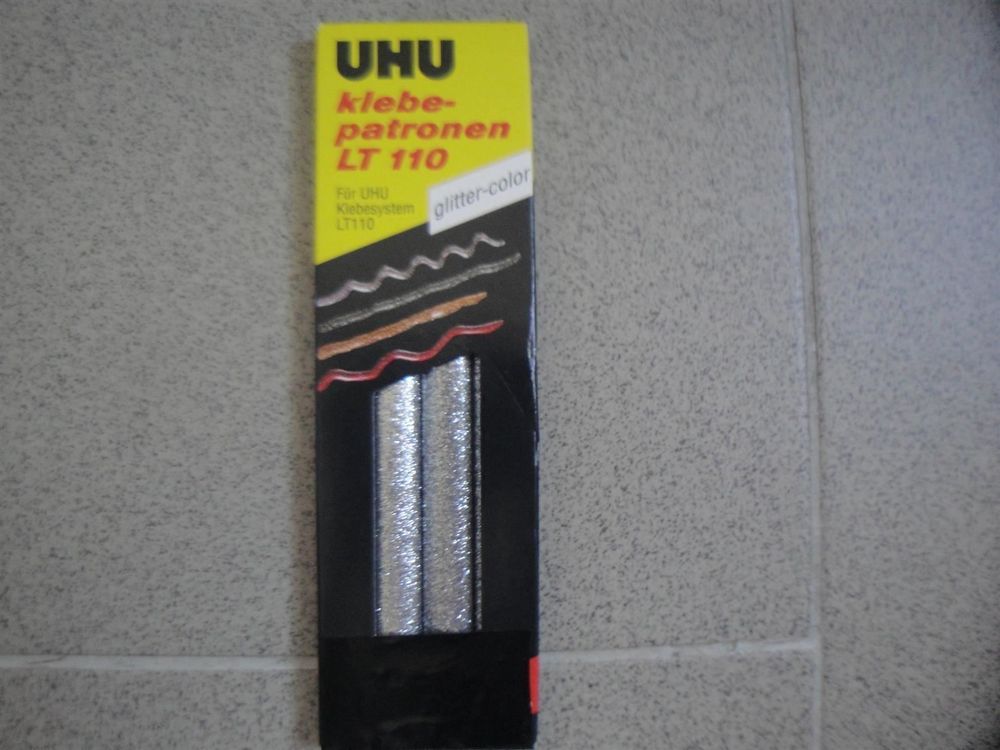 UHU
klebe-
patronen
LT 110
glitter-color
Für UHU
Klebesystem
LT110